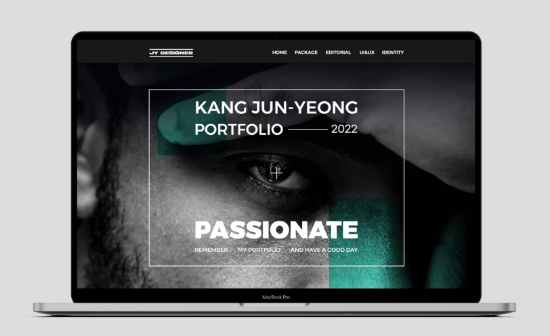 JY DESIGNER
HOME PACKAGE EDITORIAL UI&UX IDENTITY
KANG JUN-YEONG
PORTFOLIO 2022
PASSIONATE
REMEMBER MY PORTFOLIO AND HAVE A GOOD DAY
MacBook Pro